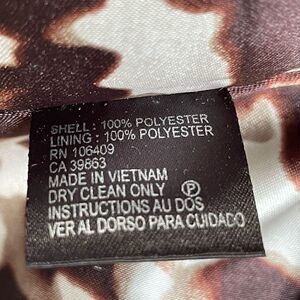 SHELL : 100% POLYESTER
LINING : 100% POLYESTER
RN 106409
CA 39863
MADE IN VIETNAM
DRY CLEAN ONLY Ⓟ
INSTRUCTIONS AU DOS
VER AL DORSO PARA CUIDADO